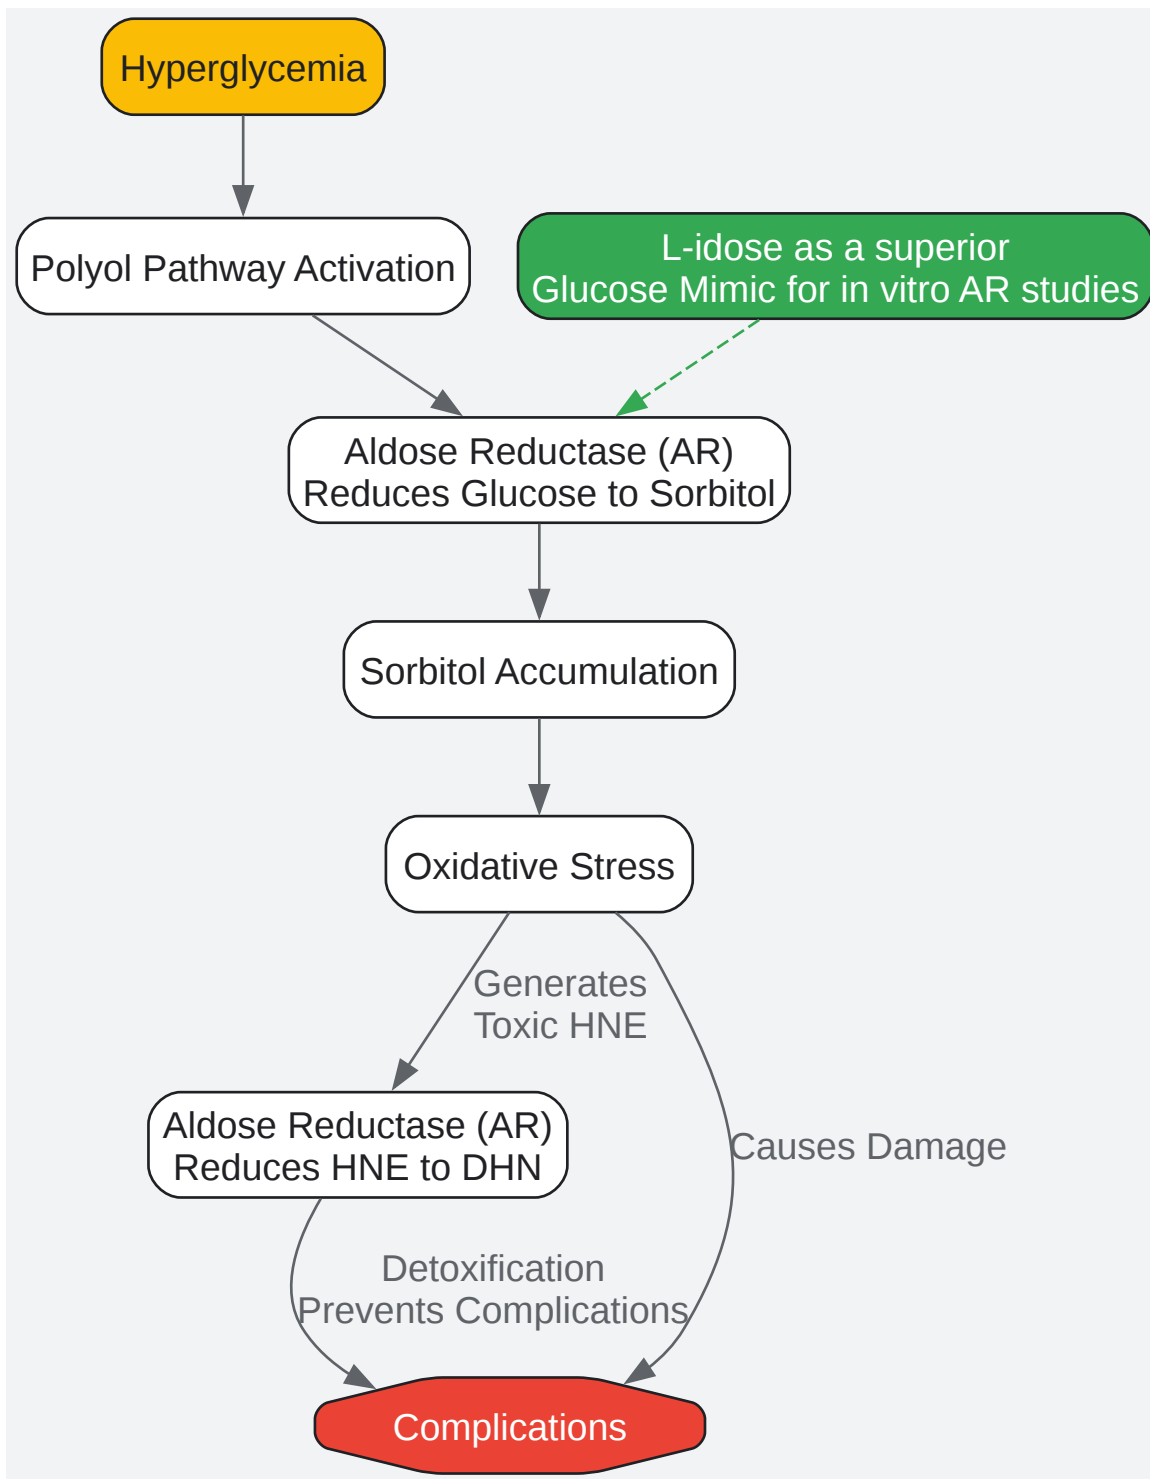 Hyperglycemia
Polyol Pathway Activation
L-idose as a superior
Glucose Mimic for in vitro AR studies
Aldose Reductase (AR)
Reduces Glucose to Sorbitol
Sorbitol Accumulation
Oxidative Stress
Generates
Toxic HNE
Aldose Reductase (AR)
Reduces HNE to DHN
Causes Damage
Detoxification
Prevents Complications
Complications